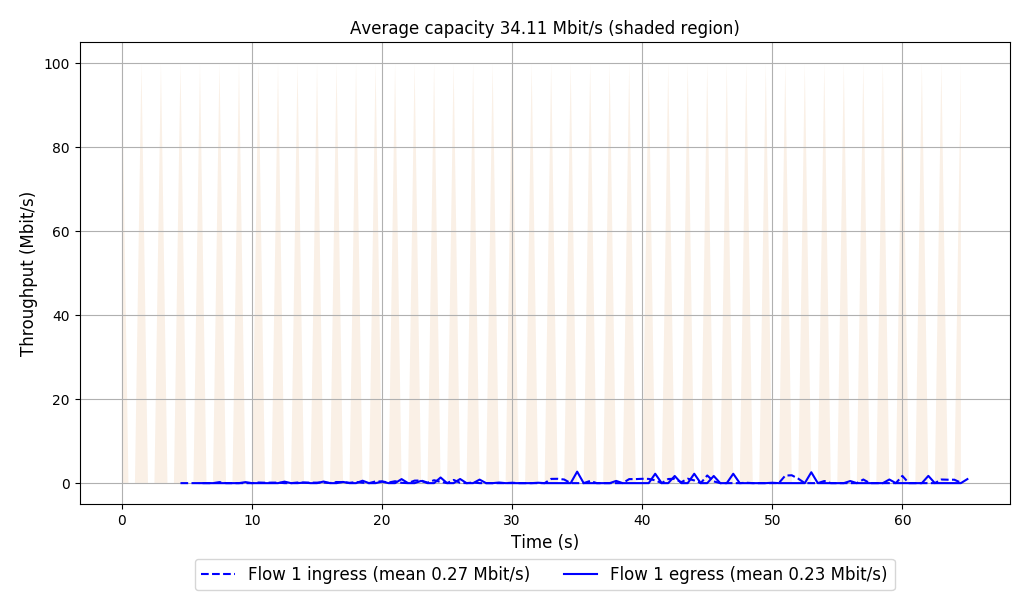 Average capacity 34.11 Mbit/s (shaded region)
100
80
60
40
20
0
Throughput (Mbit/s)
0 10 20 30 40 50 60
Time (s)
Flow 1 ingress (mean 0.27 Mbit/s) Flow 1 egress (mean 0.23 Mbit/s)